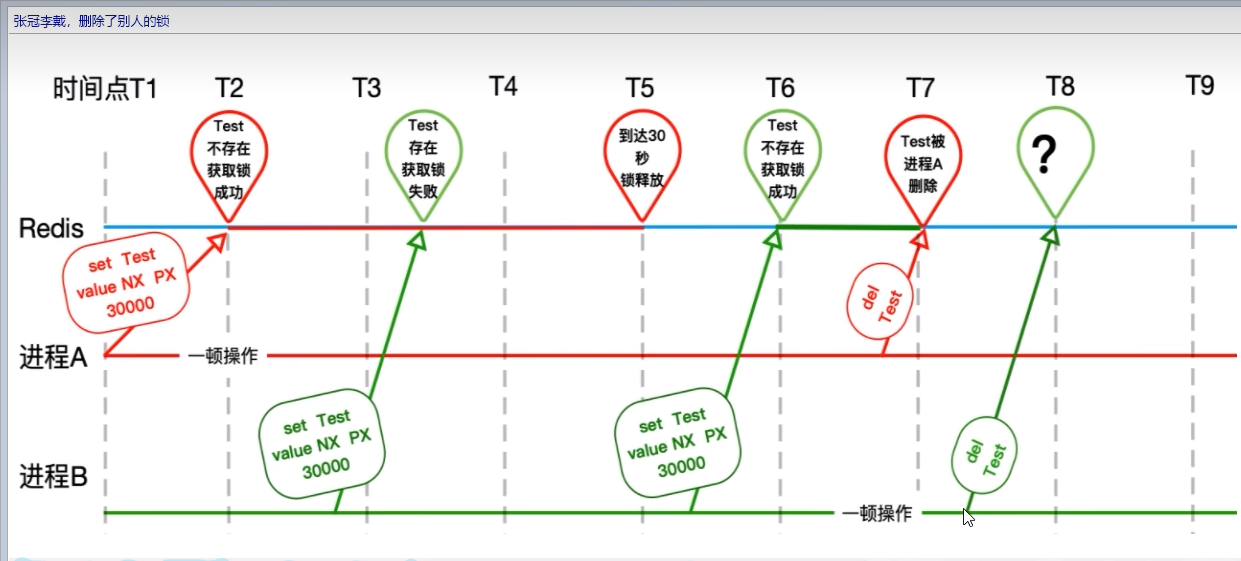 张冠李戴，删除了别人的锁
时间点T1 T2 T3 T4 T5 T6 T7 T8 T9
Test
不存在
获取锁
成功
Test
存在
获取锁
失败
到达30
秒
锁释放
Test
不存在
获取锁
成功
Test被
进程A
删除
?
Redis
set Test
value NX PX
30000
del
Test
进程A
一顿操作
set Test
value NX PX
30000
set Test
value NX PX
30000
del
Test
进程B
一顿操作